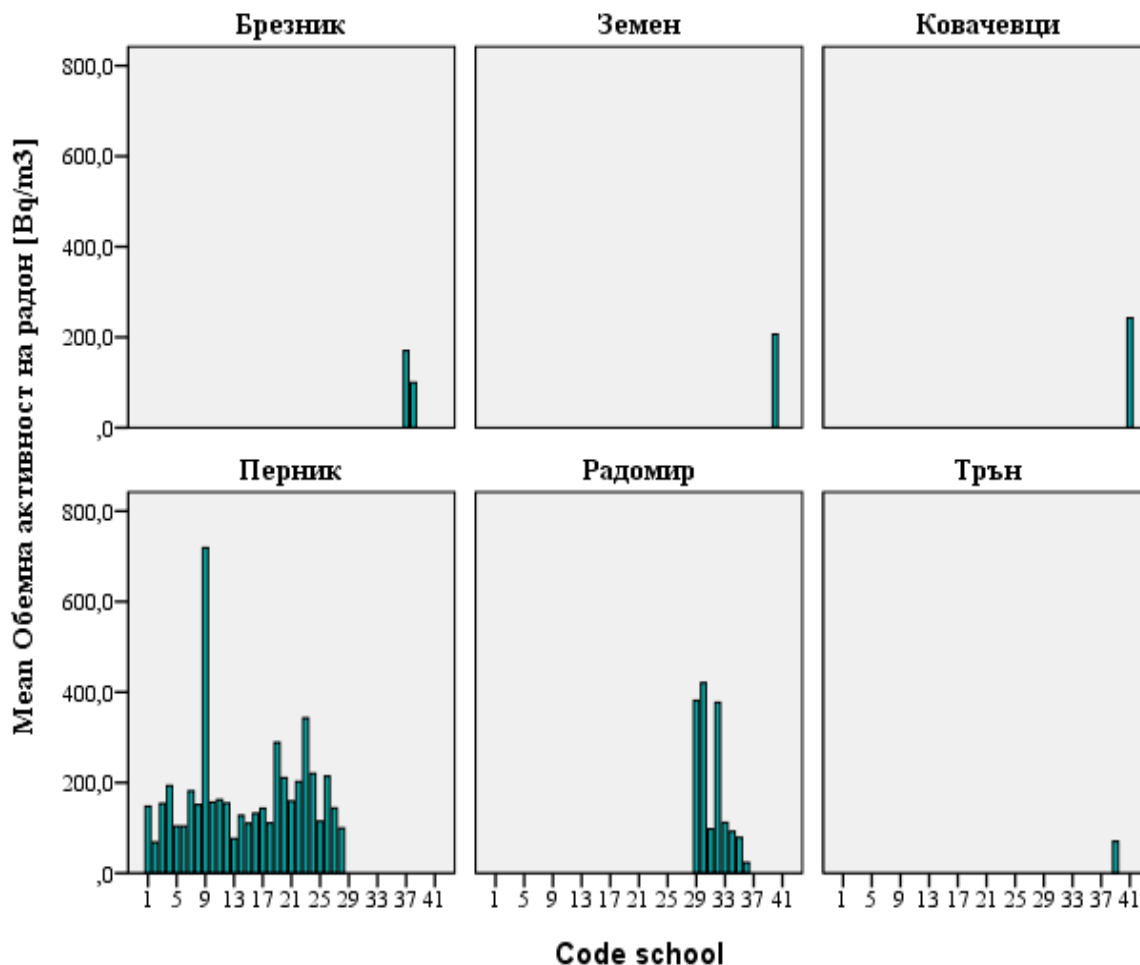 Брезник Земен Ковачевци
Mean Обемна активност на радон [Bq/m3]
800,0
600,0
400,0
200,0
,0
Перник Радомир Трън
800,0
600,0
400,0
200,0
,0
1 5 9 13 17 21 25 29 33 37 41 1 5 9 13 17 21 25 29 33 37 41 1 5 9 13 17 21 25 29 33 37 41
Code school